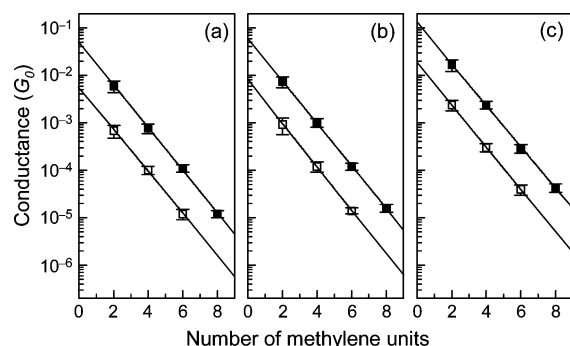 (a) (b) (c)
10⁻¹
10⁻²
10⁻³
10⁻⁴
10⁻⁵
10⁻⁶
Conductance (G₀)
0 2 4 6 8 0 2 4 6 8 0 2 4 6 8
Number of methylene units